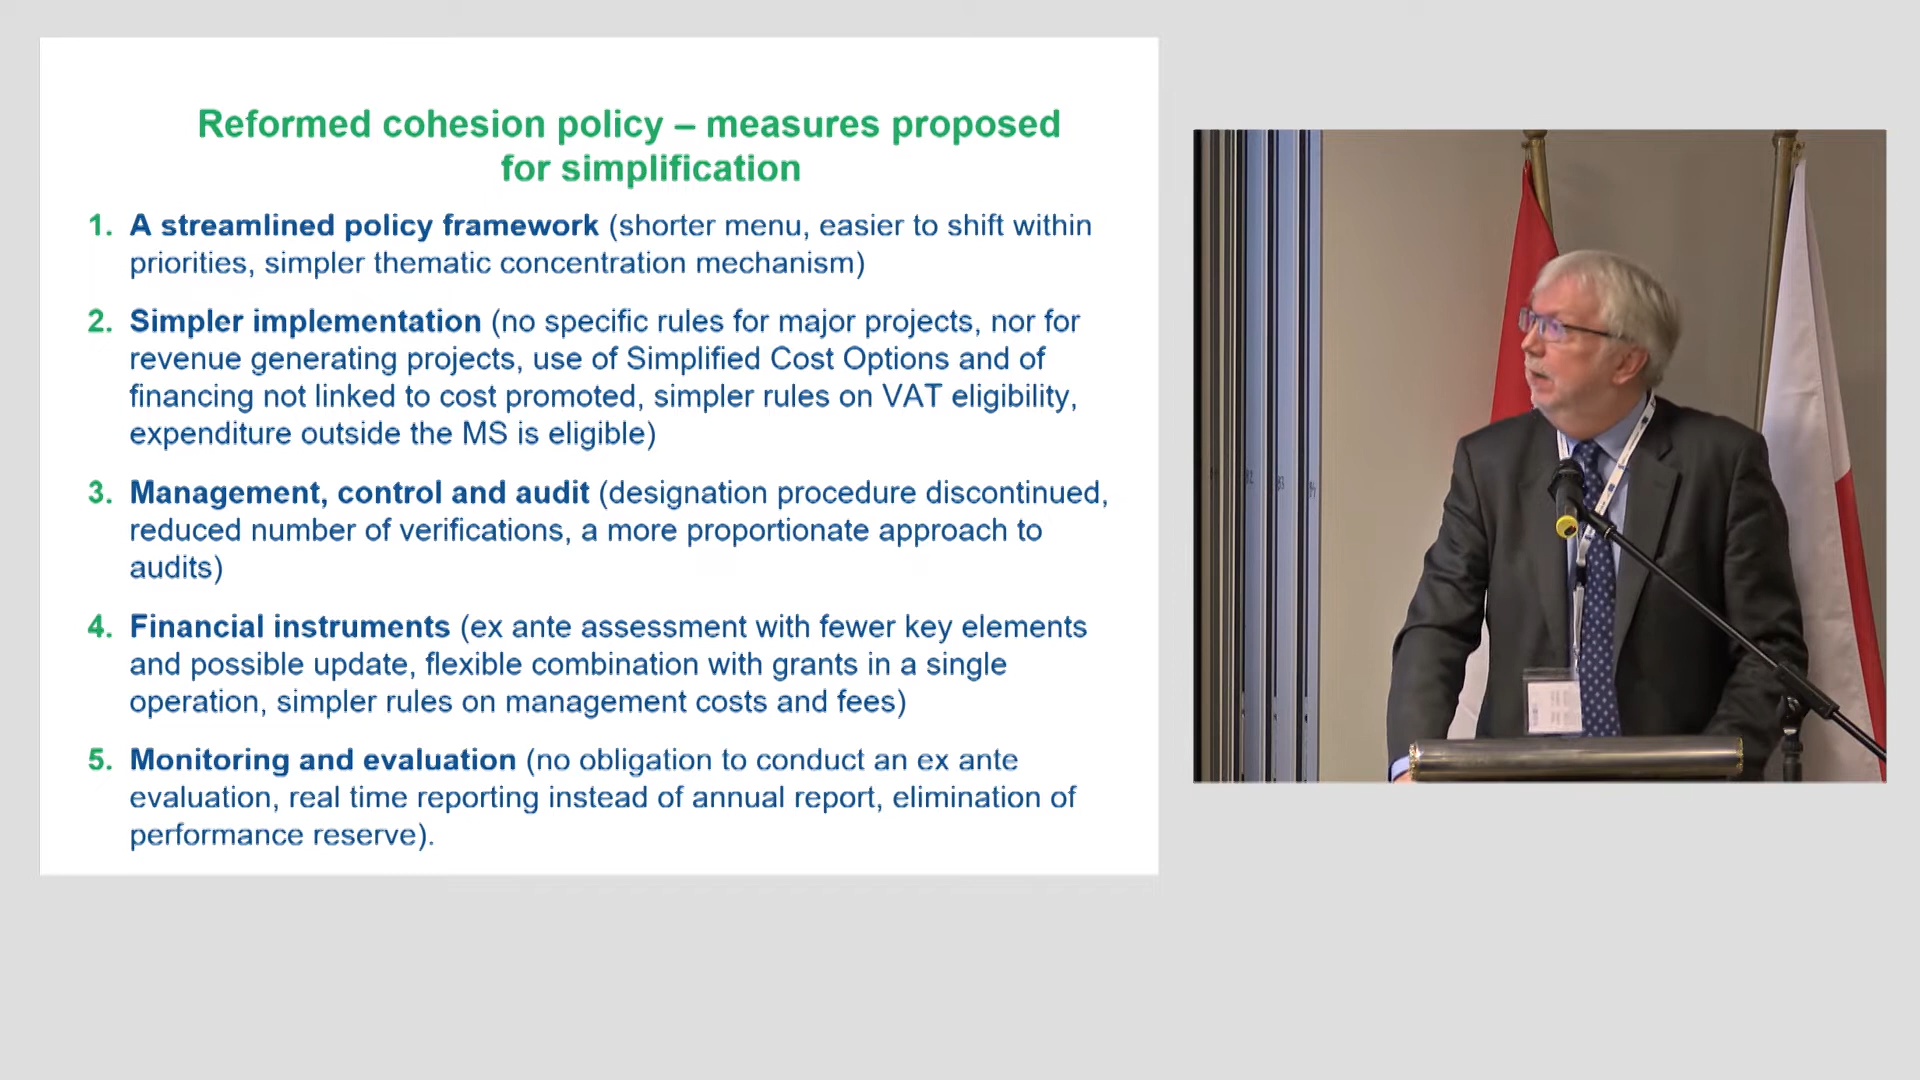 Reformed cohesion policy – measures proposed
for simplification
1. A streamlined policy framework (shorter menu, easier to shift within
priorities, simpler thematic concentration mechanism)
2. Simpler implementation (no specific rules for major projects, nor for
revenue generating projects, use of Simplified Cost Options and of
financing not linked to cost promoted, simpler rules on VAT eligibility,
expenditure outside the MS is eligible)
3. Management, control and audit (designation procedure discontinued,
reduced number of verifications, a more proportionate approach to
audits)
4. Financial instruments (ex ante assessment with fewer key elements
and possible update, flexible combination with grants in a single
operation, simpler rules on management costs and fees)
5. Monitoring and evaluation (no obligation to conduct an ex ante
evaluation, real time reporting instead of annual report, elimination of
performance reserve).